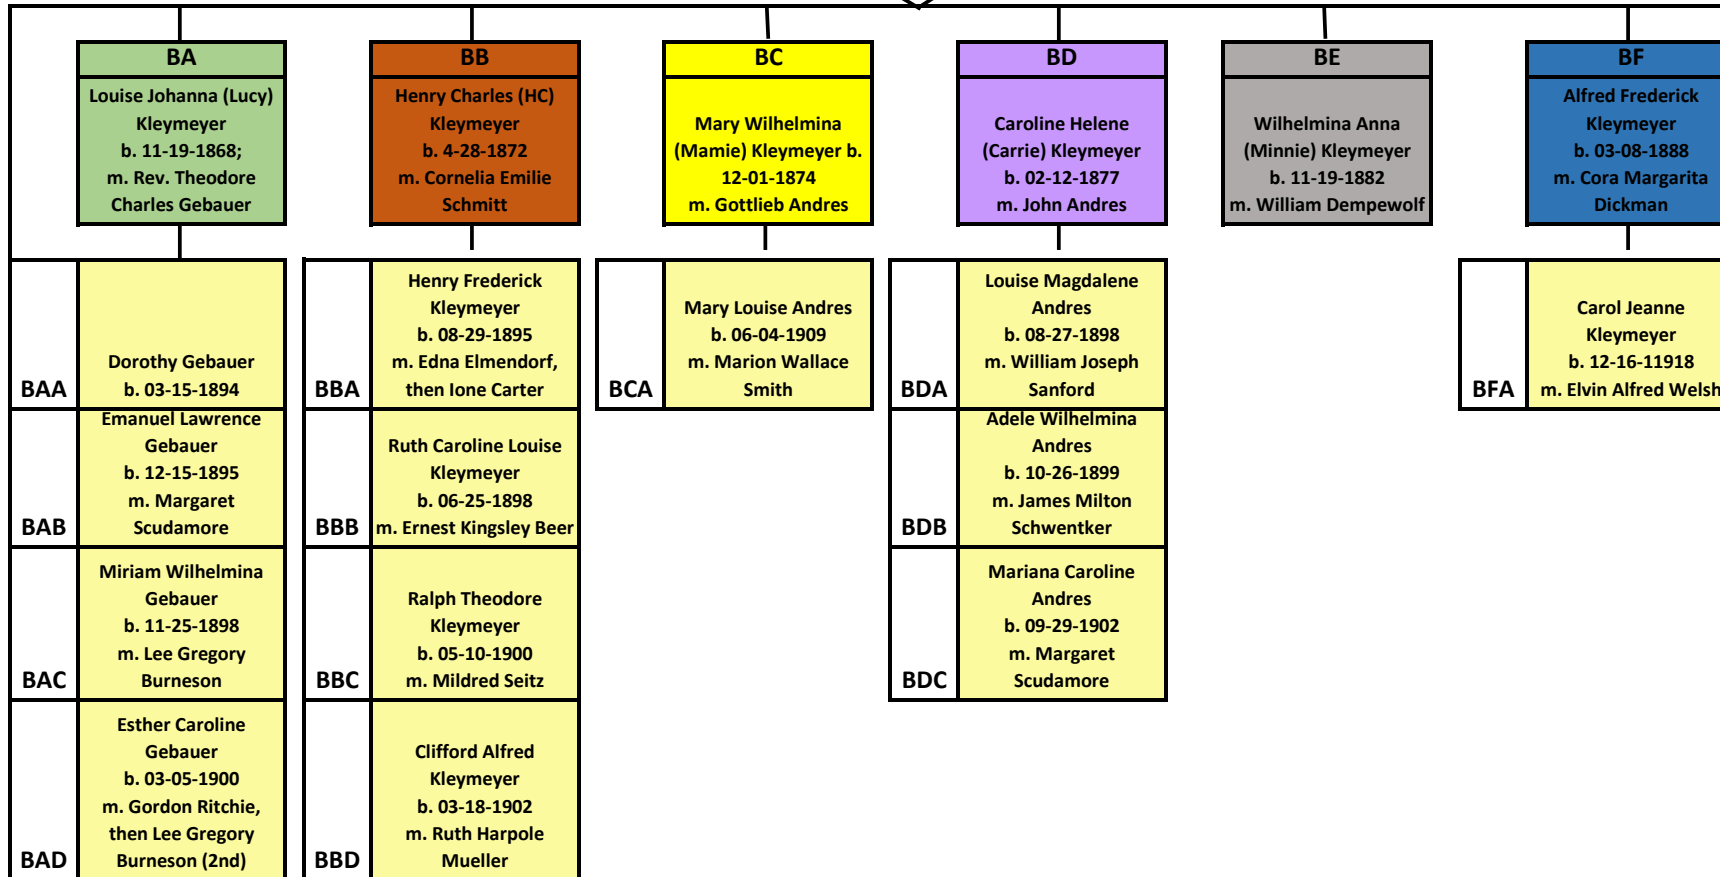 BA
Louise Johanna (Lucy)
Kleymeyer
b. 11-19-1868;
m. Rev. Theodore
Charles Gebauer
BB
Henry Charles (HC)
Kleymeyer
b. 4-28-1872
m. Cornelia Emilie
Schmitt
BC
Mary Wilhelmina
(Mamie) Kleymeyer b.
12-01-1874
m. Gottlieb Andres
BD
Caroline Helene
(Carrie) Kleymeyer
b. 02-12-1877
m. John Andres
BE
Wilhelmina Anna
(Minnie) Kleymeyer
b. 11-19-1882
m. William Dempewolf
BF
Alfred Frederick
Kleymeyer
b. 03-08-1888
m. Cora Margarita
Dickman
BAA
Dorothy Gebauer
b. 03-15-1894
BBA
Henry Frederick
Kleymeyer
b. 08-29-1895
m. Edna Elmendorf,
then Ione Carter
BCA
Mary Louise Andres
b. 06-04-1909
m. Marion Wallace
Smith
BDA
Louise Magdalene
Andres
b. 08-27-1898
m. William Joseph
Sanford
BFA
Carol Jeanne
Kleymeyer
b. 12-16-11918
m. Elvin Alfred Welsh
BAB
Emanuel Lawrence
Gebauer
b. 12-15-1895
m. Margaret
Scudamore
BBB
Ruth Caroline Louise
Kleymeyer
b. 06-25-1898
m. Ernest Kingsley Beer
BDB
Adele Wilhelmina
Andres
b. 10-26-1899
m. James Milton
Schwentker
BAC
Miriam Wilhelmina
Gebauer
b. 11-25-1898
m. Lee Gregory
Burneson
BBC
Ralph Theodore
Kleymeyer
b. 05-10-1900
m. Mildred Seitz
BDC
Mariana Caroline
Andres
b. 09-29-1902
m. Margaret
Scudamore
BAD
Esther Caroline
Gebauer
b. 03-05-1900
m. Gordon Ritchie,
then Lee Gregory
Burneson (2nd)
BBD
Clifford Alfred
Kleymeyer
b. 03-18-1902
m. Ruth Harpole
Mueller